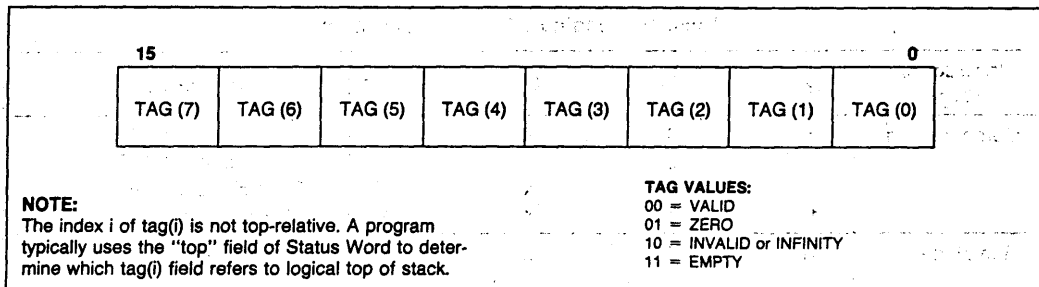 15 0
TAG (7) TAG (6) TAG (5) TAG (4) TAG (3) TAG (2) TAG (1) TAG (0)
NOTE:
The index i of tag(i) is not top-relative. A program
typically uses the "top" field of Status Word to deter-
mine which tag(i) field refers to logical top of stack.
TAG VALUES:
00 = VALID
01 = ZERO
10 = INVALID or INFINITY
11 = EMPTY